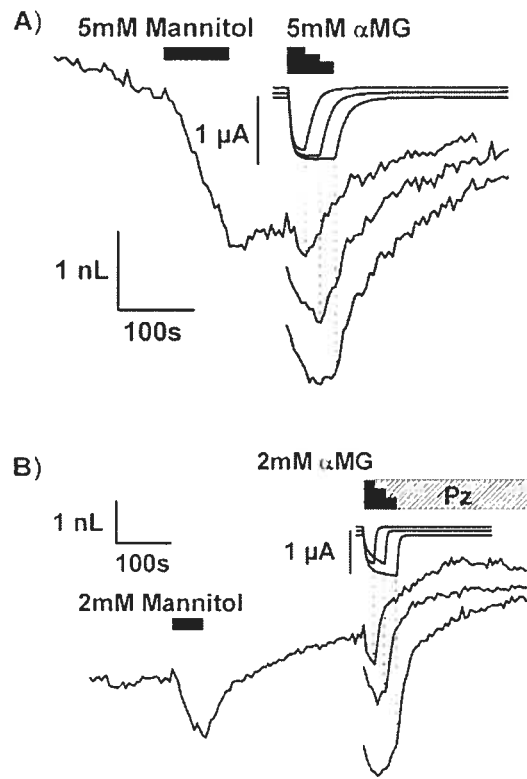 A)
5mM Mannitol 5mM αMG
1 μA
1 nL
100s
B)
2mM αMG
Pz
1 nL
100s
1 μA
2mM Mannitol